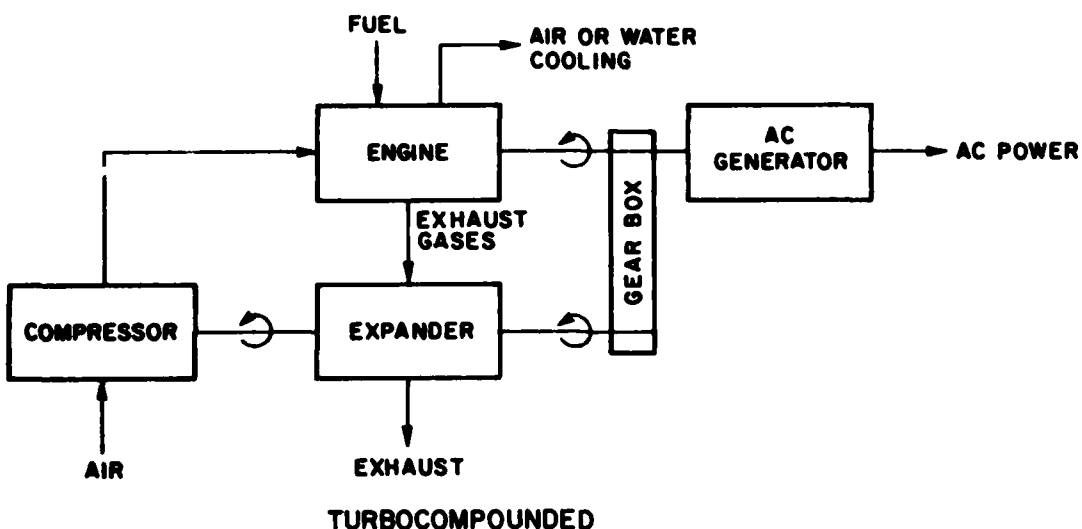 FUEL
AIR OR WATER
COOLING
ENGINE
AC
GENERATOR
AC POWER
EXHAUST
GASES
GEAR BOX
COMPRESSOR
EXPANDER
AIR
EXHAUST
TURBOCOMPOUNDED